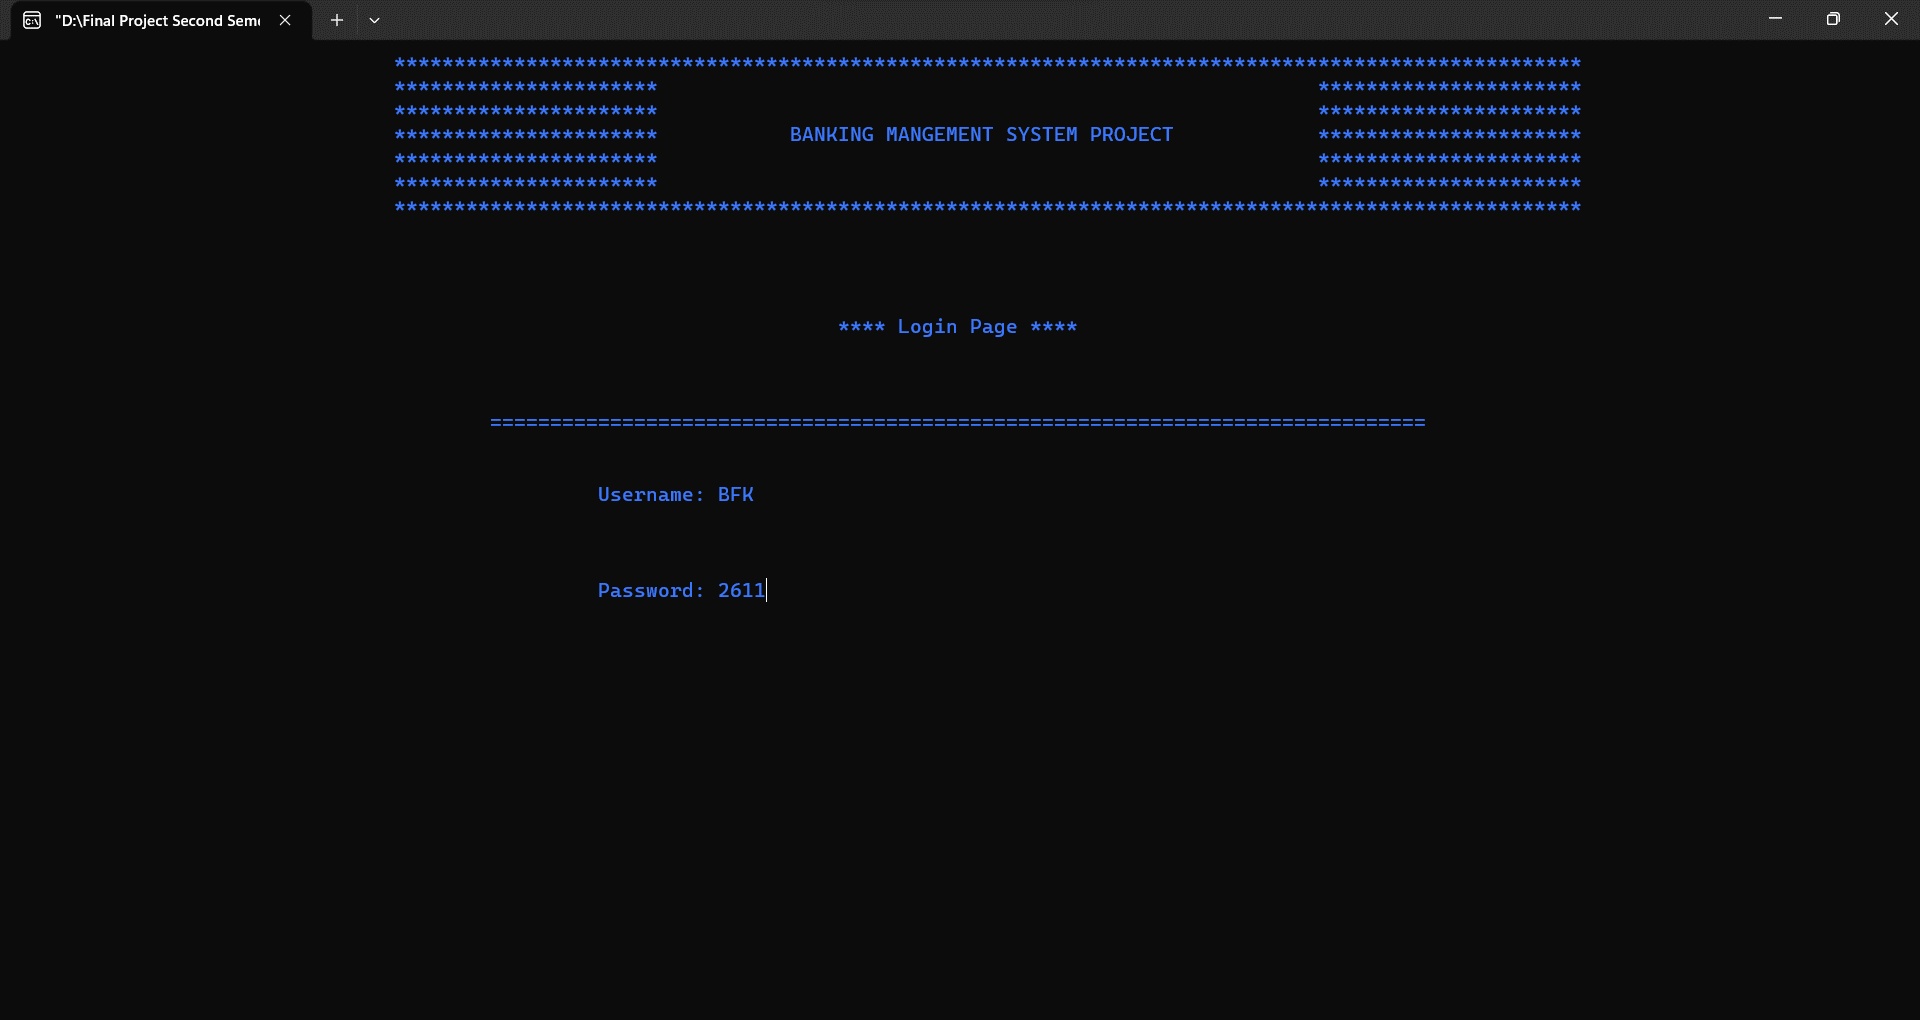 "D:\Final Project Second Sem
***************************************************************************************************
********************** **********************
********************** **********************
********************** BANKING MANGEMENT SYSTEM PROJECT **********************
********************** **********************
********************** **********************
***************************************************************************************************
**** Login Page ****
==============================================================================
Username: BFK
Password: 2611